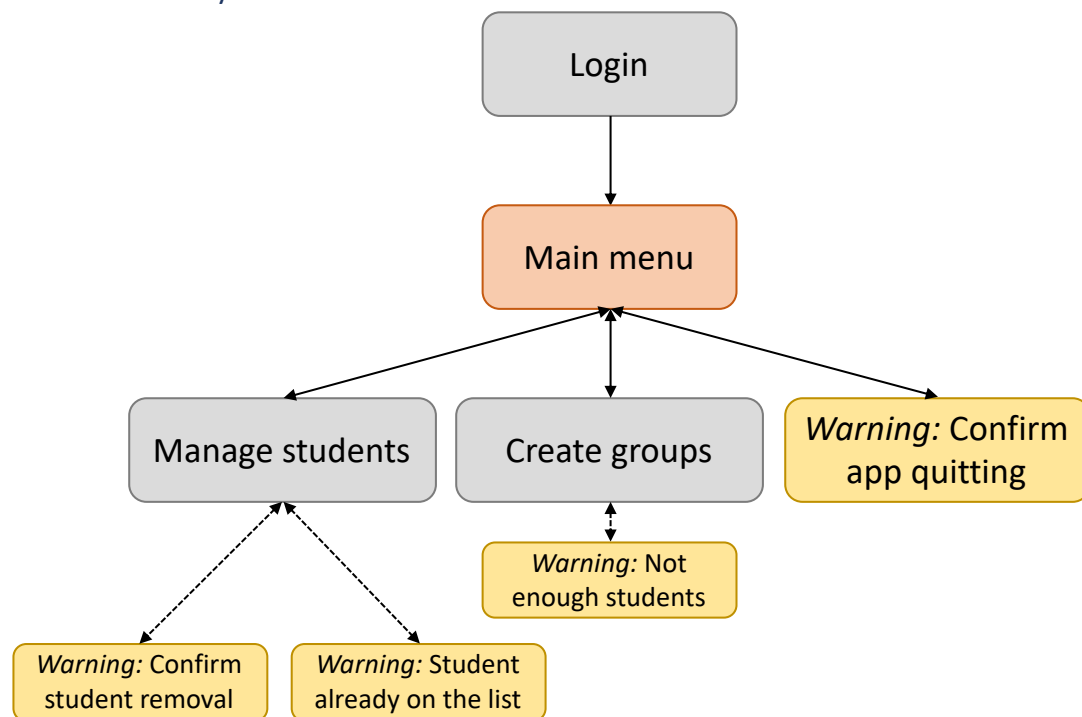 Login
Main menu
Manage students
Create groups
Warning: Confirm
app quitting
Warning: Not
enough students
Warning: Confirm
student removal
Warning: Student
already on the list